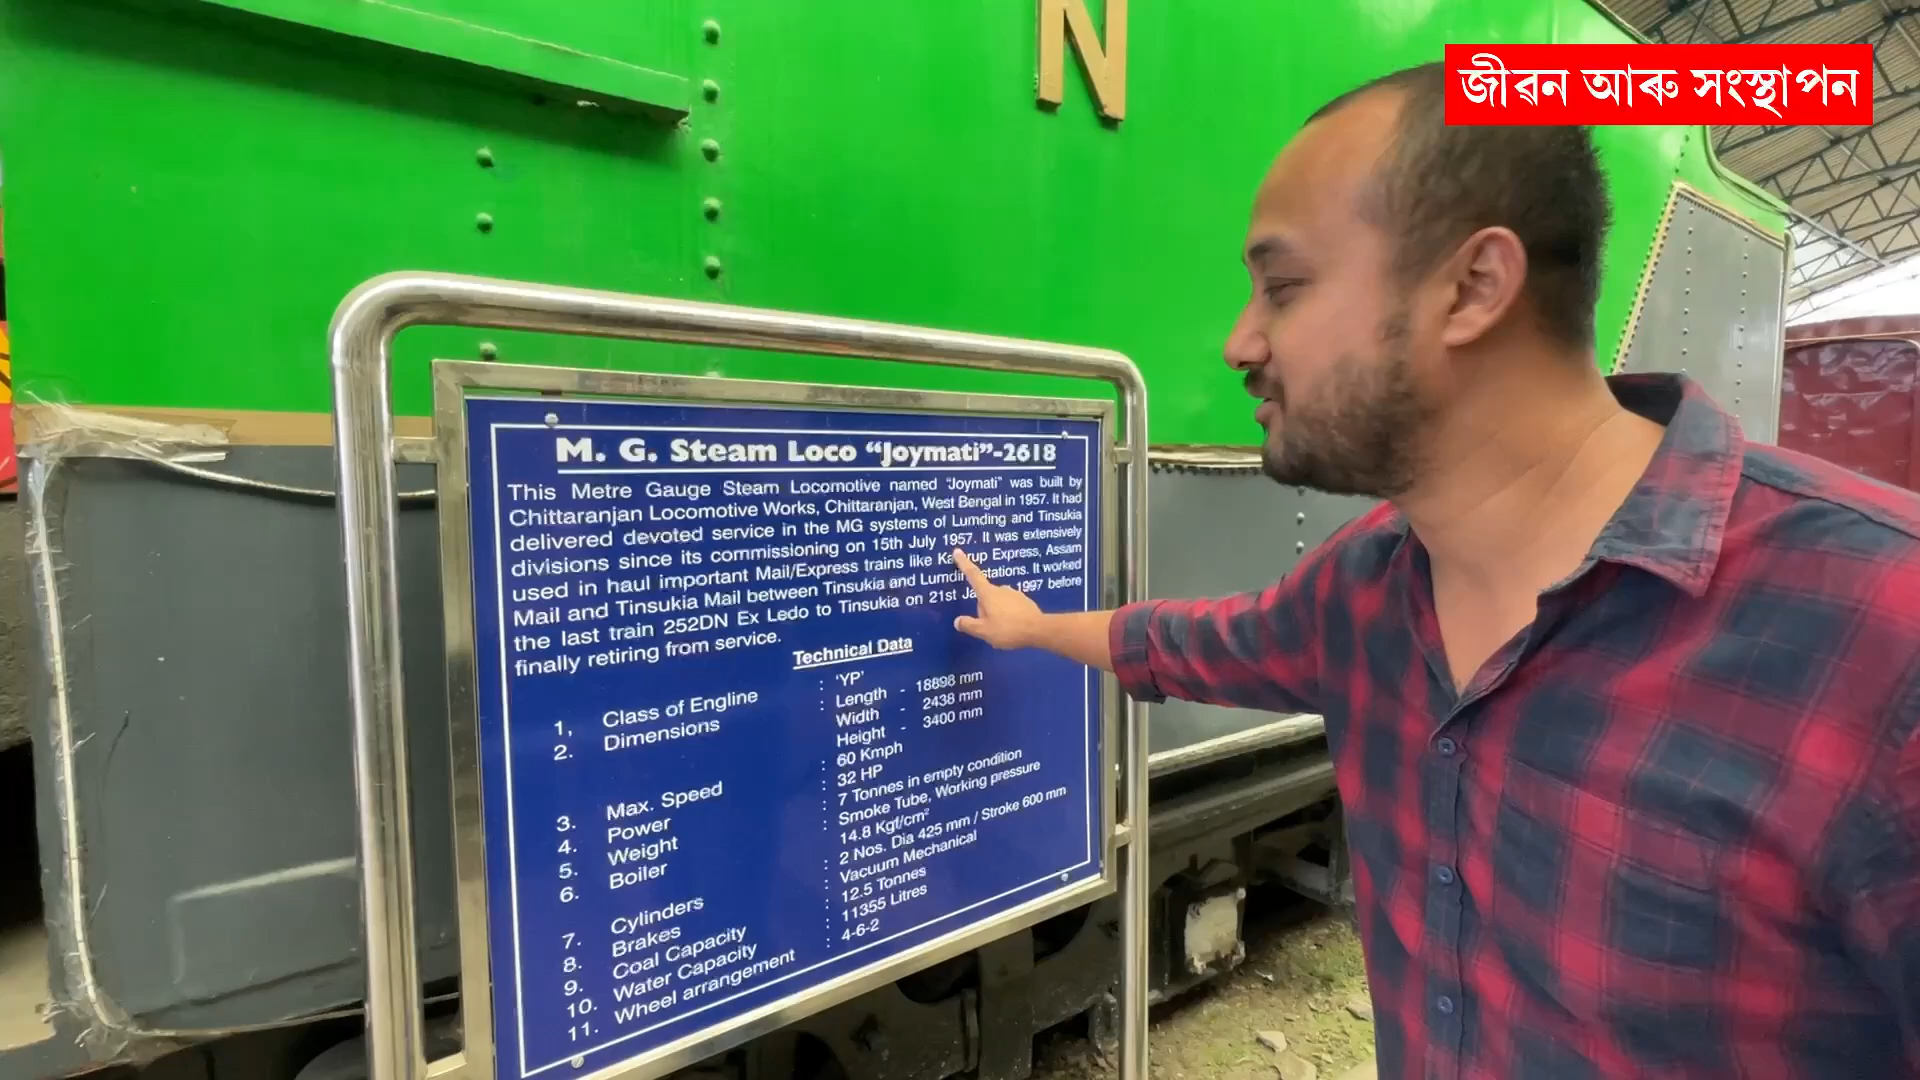 N
জীৱন আৰু সংস্থাপন
M. G. Steam Loco “Joymati”-2618
This Metre Gauge Steam Locomotive named “Joymati” was built by
Chittaranjan Locomotive Works, Chittaranjan, West Bengal in 1957. It had
delivered devoted service in the MG systems of Lumding and Tinsukia
divisions since its commissioning on 15th July 1957. It was extensively
used in haul important Mail/Express trains like Express, Assam
Mail and Tinsukia Mail between Tinsukia and stations. It worked
the last train 252DN Ex Ledo to Tinsukia on 21st 1997 before
finally retiring from service.
Technical Data
1, Class of Engine : ‘YP’
2. Dimensions : Length - 18898 mm
Width - 2438 mm
Height - 3400 mm
3. Max. Speed : 60 Kmph
4. Power : 32 HP
5. Weight : 7 Tonnes in empty condition
6. Boiler : Smoke Tube, Working pressure
14.8 Kgf/cm²
7. Cylinders : 2 Nos. Dia 425 mm / Stroke 600 mm
8. Brakes : Vacuum Mechanical
9. Coal Capacity : 12.5 Tonnes
10. Water Capacity : 11355 Litres
11. Wheel arrangement : 4-6-2